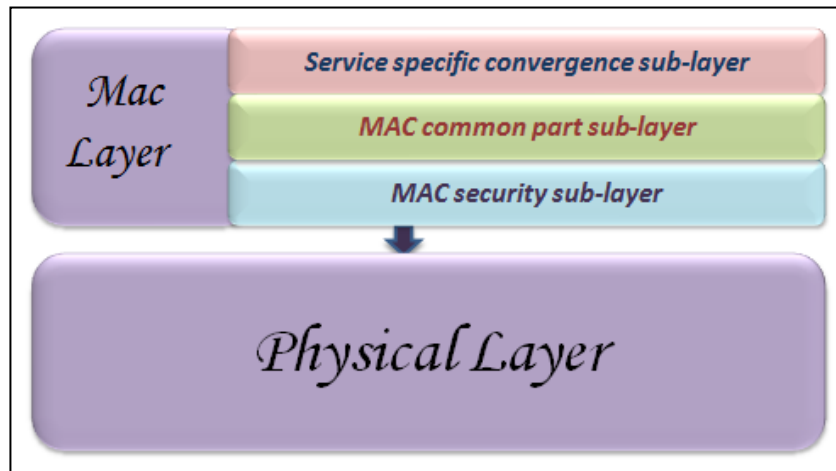 Mac
Layer
Service specific convergence sub-layer
MAC common part sub-layer
MAC security sub-layer
Physical Layer